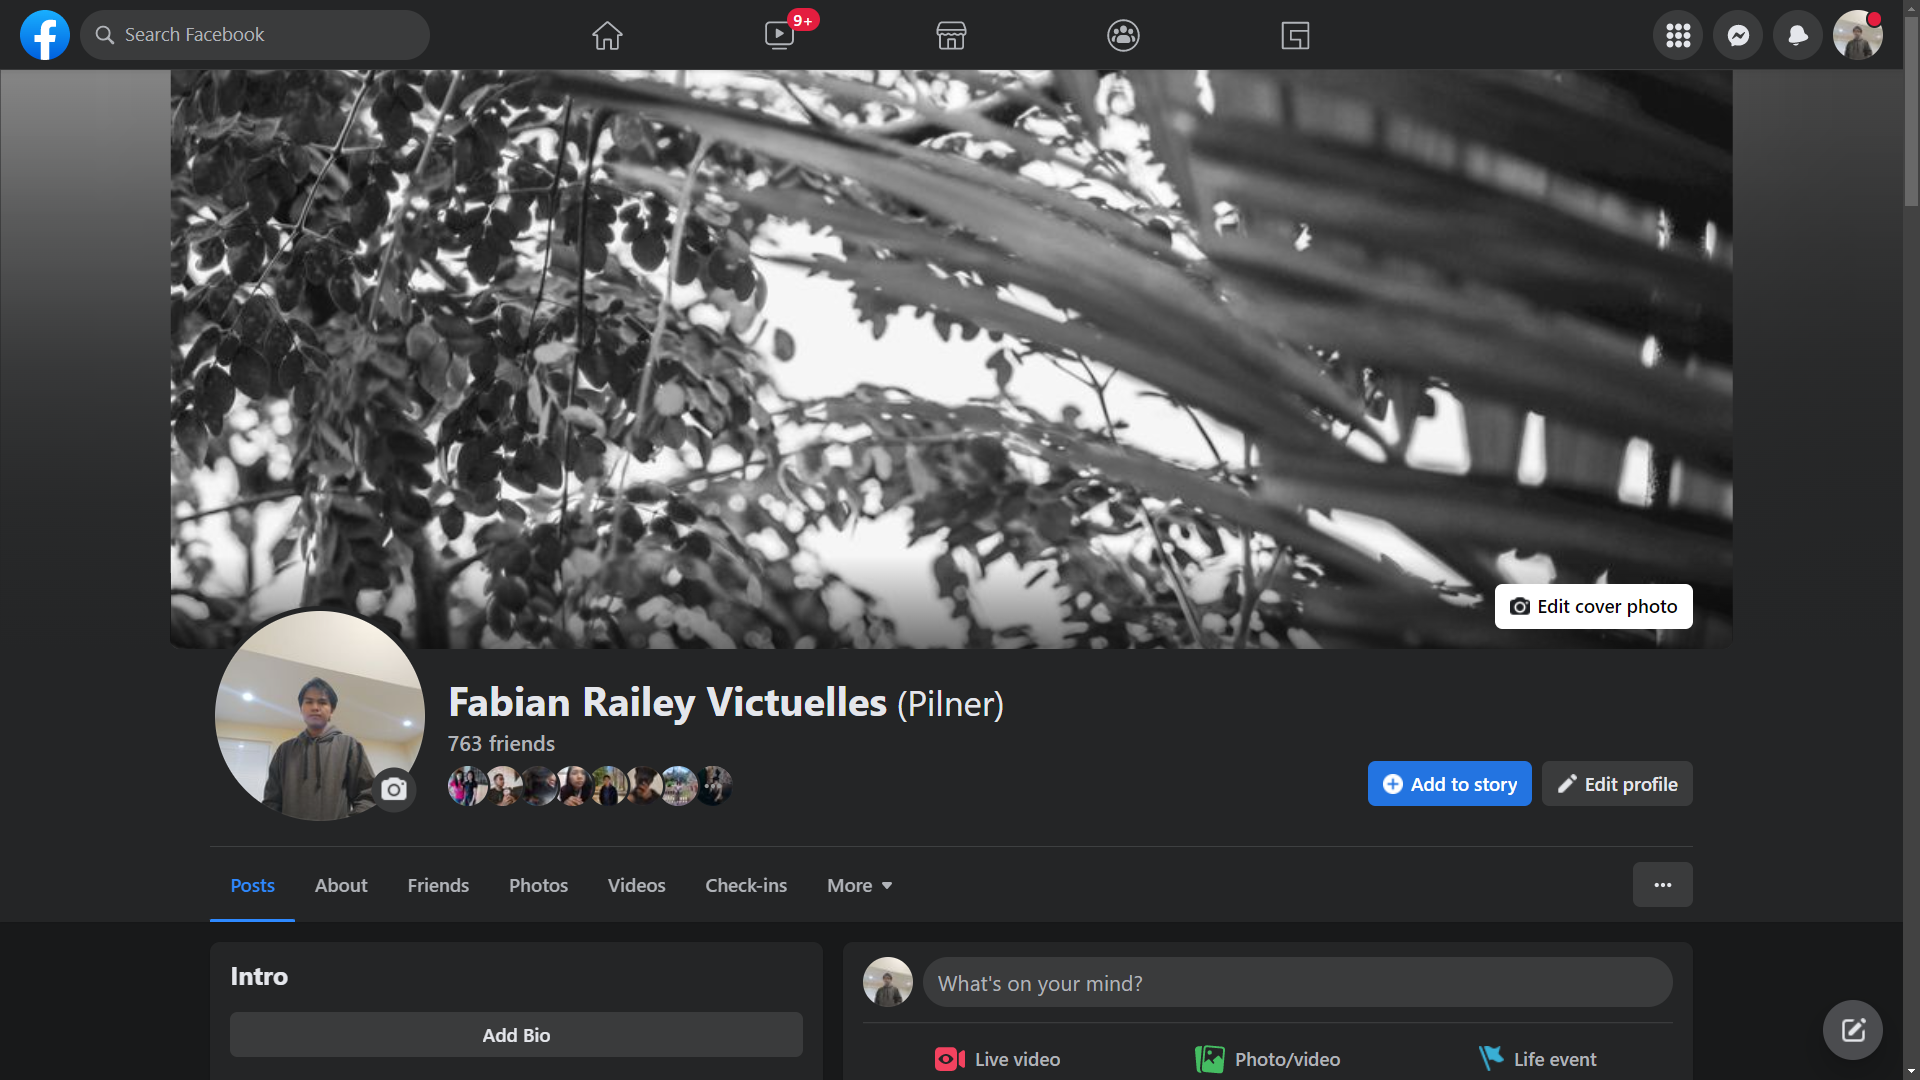 Search Facebook
9+
Edit cover photo
Fabian Railey Victuelles (Pilner)
763 friends
Add to story
Edit profile
Posts
About
Friends
Photos
Videos
Check-ins
More
Intro
Add Bio
What's on your mind?
Live video
Photo/video
Life event